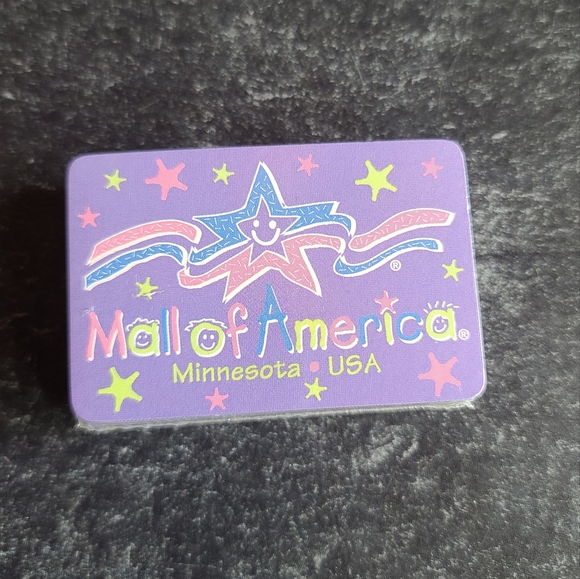 ®
Mall of America®
Minnesota • USA